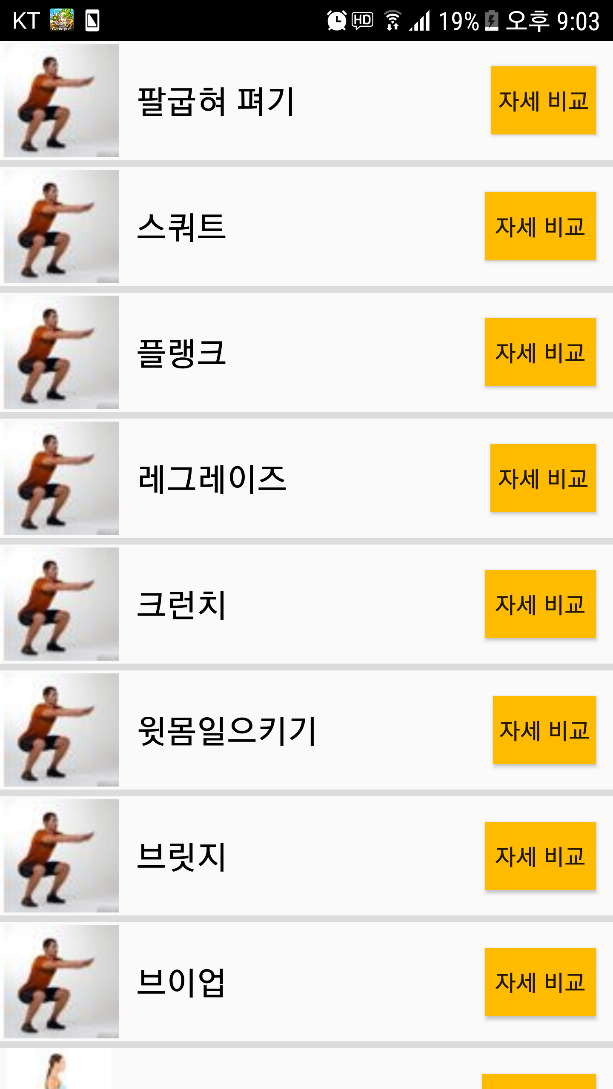 KT HD 19% 오후 9:03
팔굽혀 펴기 자세 비교
스쿼트 자세 비교
플랭크 자세 비교
레그레이즈 자세 비교
크런치 자세 비교
윗몸일으키기 자세 비교
브릿지 자세 비교
브이업 자세 비교